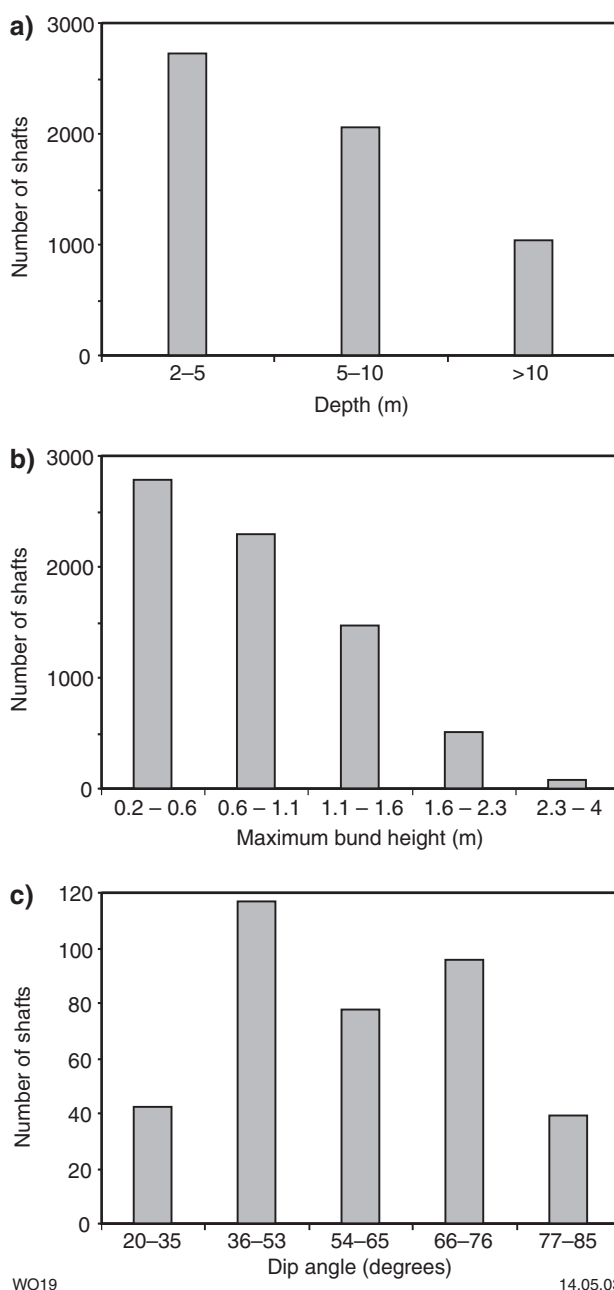 a)
3000
2000
1000
0
Number of shafts
2–5 5–10 >10
Depth (m)
b)
3000
2000
1000
0
Number of shafts
0.2 – 0.6 0.6 – 1.1 1.1 – 1.6 1.6 – 2.3 2.3 – 4
Maximum bund height (m)
c)
120
100
80
60
40
20
0
Number of shafts
20–35 36–53 54–65 66–76 77–85
Dip angle (degrees)
WO19 14.05.03